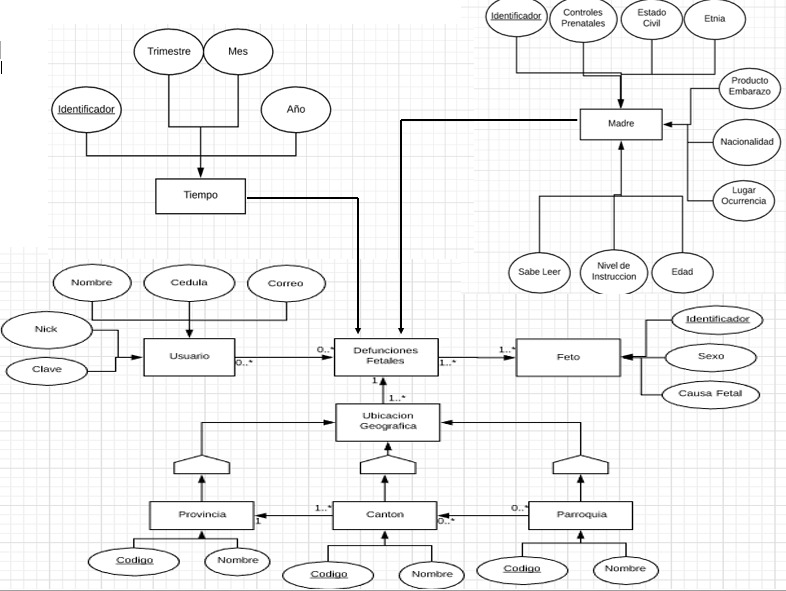 Identificador
Controles
Prenatales
Estado
Civil
Etnia
Trimestre
Mes
Identificador
Año
Tiempo
Madre
Producto
Embarazo
Nacionalidad
Lugar
Ocurrencia
Sabe Leer
Nivel de
Instruccion
Edad
Nombre
Cedula
Correo
Nick
Clave
Usuario
0..*
0..*
Defunciones
Fetales
1..*
1..*
Feto
Identificador
Sexo
Causa Fetal
1
1..*
Ubicacion
Geografica
Provincia
1
1..*
Canton
0..*
0..*
Parroquia
Codigo
Nombre
Codigo
Nombre
Codigo
Nombre